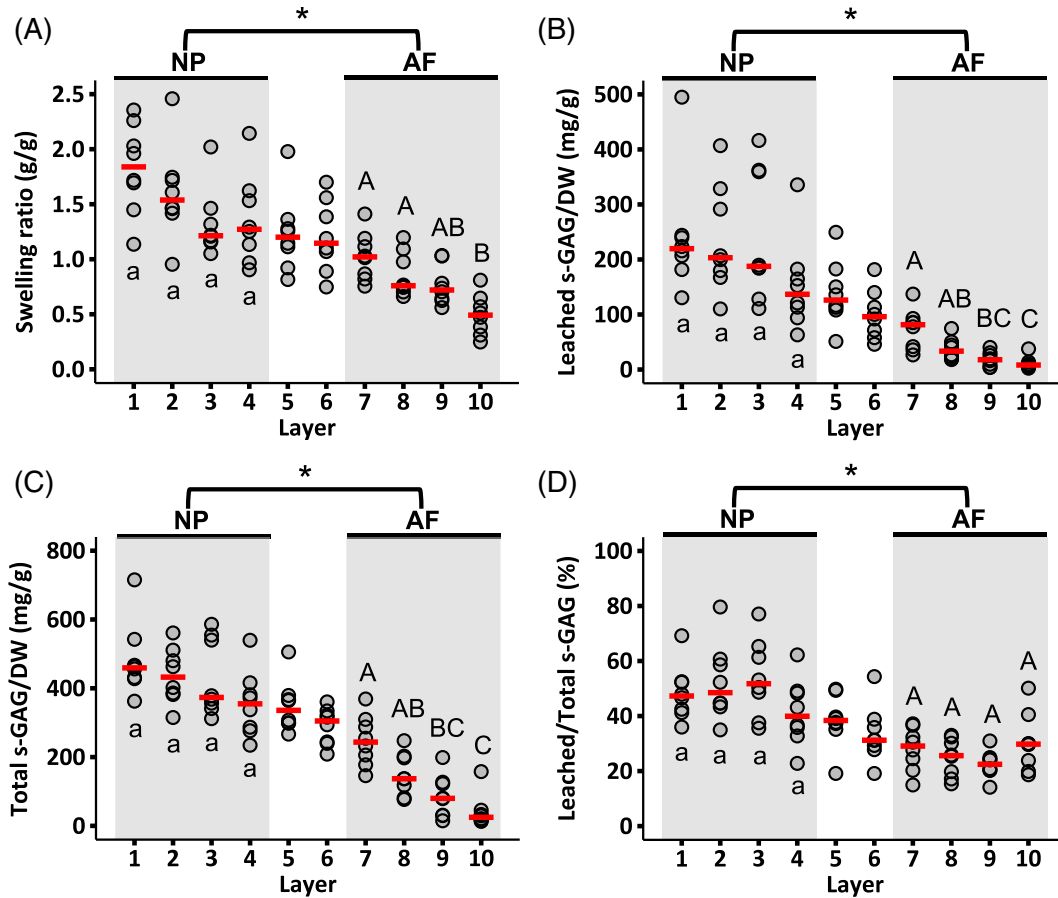 (A)
*
NP
AF
Swelling ratio (g/g)
2.5
2.0
1.5
1.0
0.5
0.0
A
A
AB
B
a
a
a
a
1 2 3 4 5 6 7 8 9 10
Layer
(B)
*
NP
AF
Leached s-GAG/DW (mg/g)
500
400
300
200
100
0
A
AB
BC
C
a
a
a
a
1 2 3 4 5 6 7 8 9 10
Layer
(C)
*
NP
AF
Total s-GAG/DW (mg/g)
800
600
400
200
0
A
AB
BC
C
a
a
a
a
1 2 3 4 5 6 7 8 9 10
Layer
(D)
*
NP
AF
Leached/Total s-GAG (%)
100
80
60
40
20
0
A
A
A
A
a
a
a
a
1 2 3 4 5 6 7 8 9 10
Layer